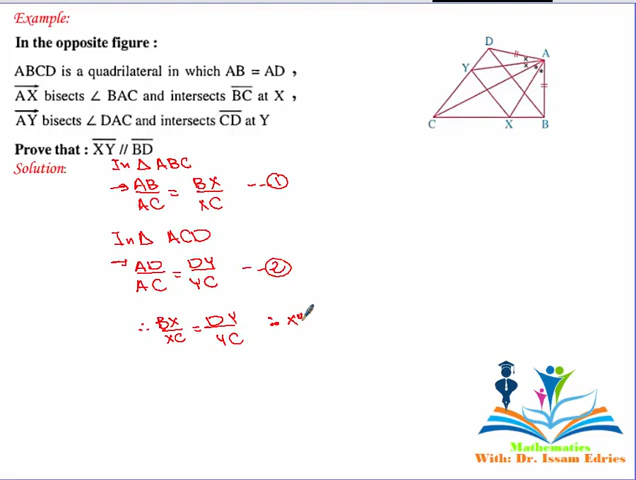 Example:
In the opposite figure :
ABCD is a quadrilateral in which AB = AD ,
AX bisects ∠ BAC and intersects BC at X ,
AY bisects ∠ DAC and intersects CD at Y
Prove that : XY // BD
Solution:
In Δ ABC
→ AB/AC = BX/XC --- ①
In Δ ACD
→ AD/AC = DY/YC --- ②
∴ BX/XC = DY/YC ∴ XY
D
A
Y
C
X
B
Mathematics
With: Dr. Issam Edries